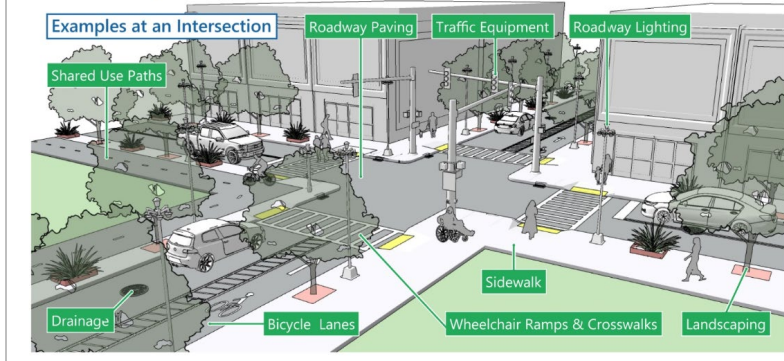 Examples at an Intersection
Roadway Paving
Traffic Equipment
Roadway Lighting
Shared Use Paths
Sidewalk
Drainage
Bicycle Lanes
Wheelchair Ramps & Crosswalks
Landscaping